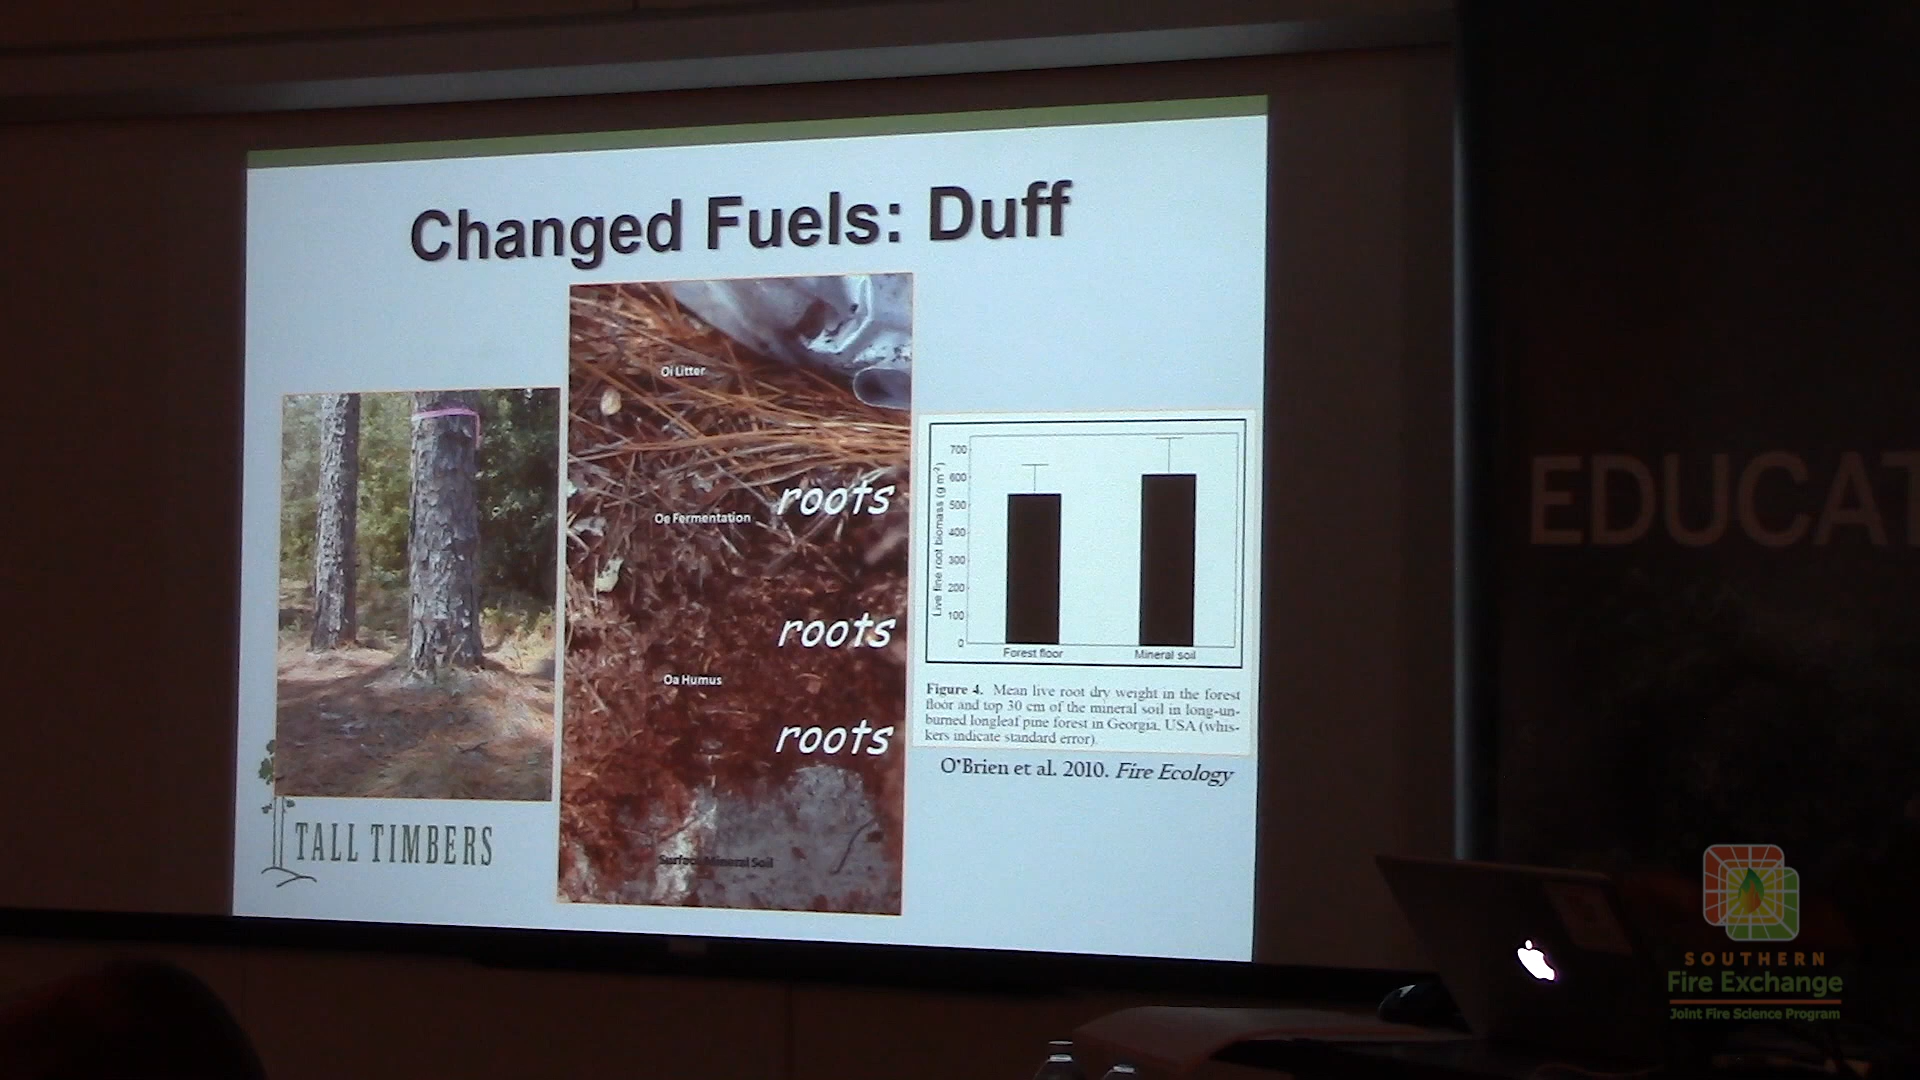 Changed Fuels: Duff
Oi Litter
roots
Oe Fermentation
roots
Oa Humus
roots
Surface Mineral Soil
Live fine root biomass (g m-2)
700
600
500
400
300
200
100
0
Forest floor
Mineral soil
Figure 4. Mean live root dry weight in the forest
floor and top 30 cm of the mineral soil in long-un-
burned longleaf pine forest in Georgia, USA (whis-
kers indicate standard error).
O'Brien et al. 2010. Fire Ecology
TALL TIMBERS
EDUCAT
SOUTHERN
Fire Exchange
Joint Fire Science Program